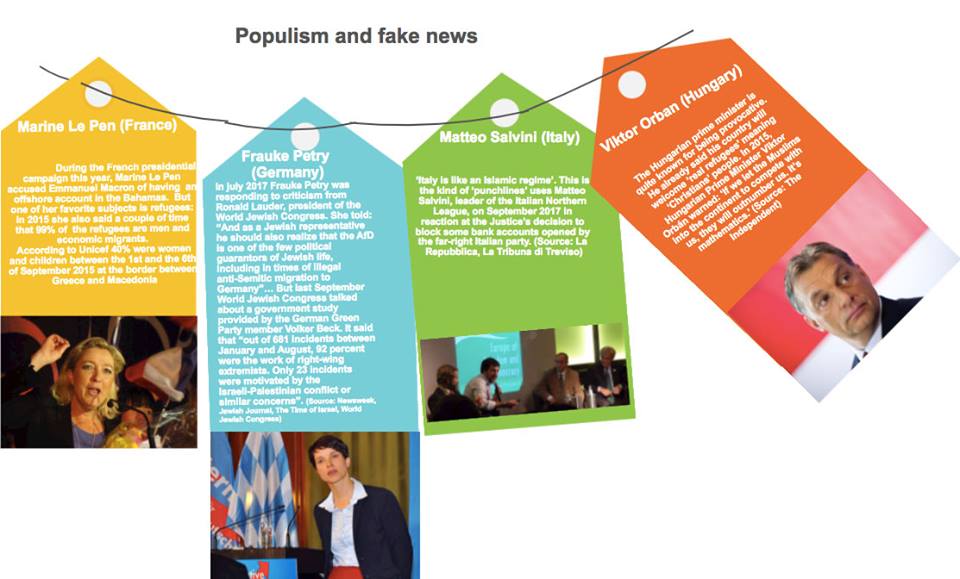 Populism and fake news
Marine Le Pen (France)
During the French presidential
campaign this year, Marine Le Pen
accused Emmanuel Macron of having an
offshore account in the Bahamas. But
one of her favorite subjects is refugees:
in 2015 she also said a couple of time
that 99% of the refugees are men and
economic migrants.
According to Unicef 40% were women
and children between the 1st and the 6th
of September 2015 at the border between
Greece and Macedonia
Frauke Petry
(Germany)
In july 2017 Frauke Petry was
responding to criticism from
Ronald Lauder, president of the
World Jewish Congress. She told:
"And as a Jewish representative
he should also realize that the AfD
is one of the few political
guarantors of Jewish life,
including in times of illegal
anti-Semitic migration to
Germany"... But last September
World Jewish Congress talked
about a government study
provided by the German Green
Party member Volker Beck. It said
that "out of 681 incidents between
January and August, 92 percent
were the work of right-wing
extremists. Only 23 incidents
were motivated by the
Israeli-Palestinian conflict or
similar concerns". (Source: Newsweek,
Jewish Journal, The Time of Israel, World
Jewish Congress)
Matteo Salvini (Italy)
'Italy is like an Islamic regime'. This is
the kind of 'punchlines' uses Matteo
Salvini, leader of the Italian Northern
League, on September 2017 in
reaction at the Justice's decision to
block some bank accounts opened by
the far-right Italian party. (Source: La
Repubblica, La Tribuna di Treviso)
Viktor Orban (Hungary)
The Hungarian prime minister is
quite known for being provocative.
He already said his country will
welcome 'real refugees' meaning
'Christians' people. In 2015,
Hungarian Prime Minister Viktor
Orbán warned: 'If we let the Muslims
into the continent to compete with
us, they will outnumber us. It's
mathematics. (Source: The
Independent)